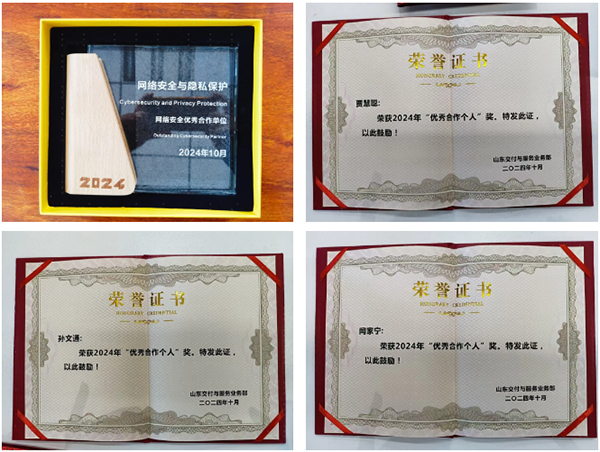 网络安全与隐私保护
Cybersecurity and Privacy Protection
网络安全优秀合作单位
Outstanding Cybersecurity Partner
2024年10月
2024
荣誉证书
HONORARY CREDENTIAL
贾慧聪:
荣获2024年“优秀合作个人”奖。特发此证，
以此鼓励！
山东交付与服务业务部
二〇二四年十月
荣誉证书
HONORARY CREDENTIAL
孙文通:
荣获2024年“优秀合作个人”奖。特发此证，
以此鼓励！
山东交付与服务业务部
二〇二四年十月
荣誉证书
HONORARY CREDENTIAL
闫家宁:
荣获2024年“优秀合作个人”奖。特发此证，
以此鼓励！
山东交付与服务业务部
二〇二四年十月